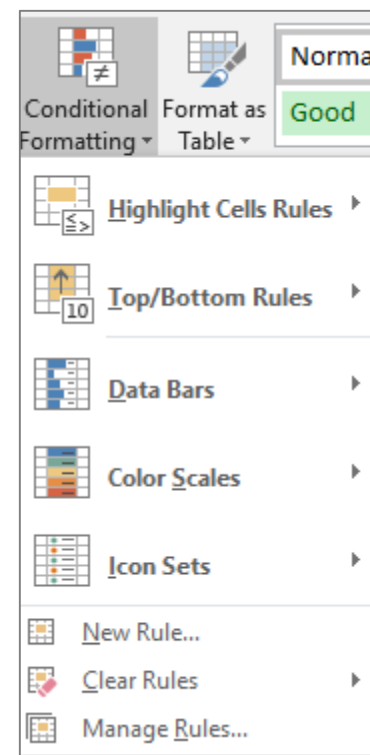 Conditional Formatting
Format as Table
Norma
Good
Highlight Cells Rules
≤>
Top/Bottom Rules
10
Data Bars
Color Scales
Icon Sets
New Rule...
Clear Rules
Manage Rules...